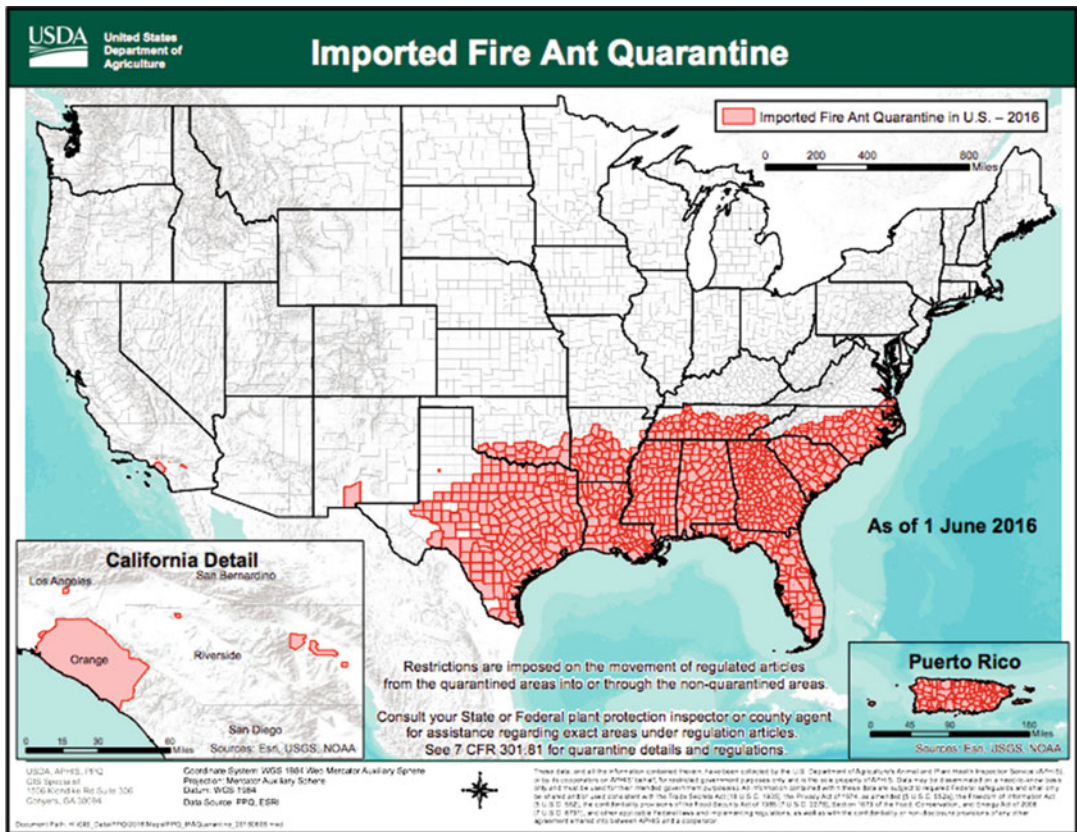 USDA
United States
Department of
Agriculture
Imported Fire Ant Quarantine
Imported Fire Ant Quarantine in U.S. – 2016
0 200 400 800
Miles
As of 1 June 2016
California Detail
Los Angeles
San Bernardino
Orange
Riverside
San Diego
0 15 30 60
Miles
Sources: Esri, USGS, NOAA
Restrictions are imposed on the movement of regulated articles
from the quarantined areas into or through the non-quarantined areas.
Consult your State or Federal plant protection inspector or county agent
for assistance regarding exact areas under regulation articles.
See 7 CFR 301.81 for quarantine details and regulations.
Puerto Rico
0 45 90 180
Miles
Sources: Esri, USGS, NOAA
USDA, APHIS, PPQ
GIS Specialist
Conyers, GA 30094
Coordinate System: WGS 1984 Web Mercator Auxiliary Sphere
Projection: Mercator Auxiliary Sphere
Datum: WGS 1984
Data Source: PPQ, ESRI